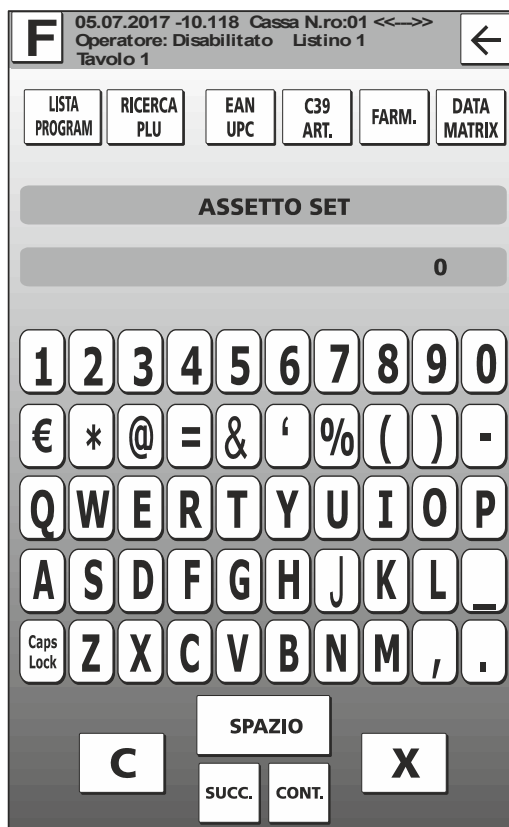 F
05.07.2017 -10.118 Cassa N.ro:01 <<--->>
Operatore: Disabilitato Listino 1
Tavolo 1
←
LISTA PROGRAM RICERCA PLU EAN UPC C39 ART. FARM. DATA MATRIX
ASSETTO SET
0
1 2 3 4 5 6 7 8 9 0
€ * @ = & ‘ % ( ) -
Q W E R T Y U I O P
A S D F G H J K L _
Caps Lock Z X C V B N M , .
SPAZIO
C X
SUCC. CONT.